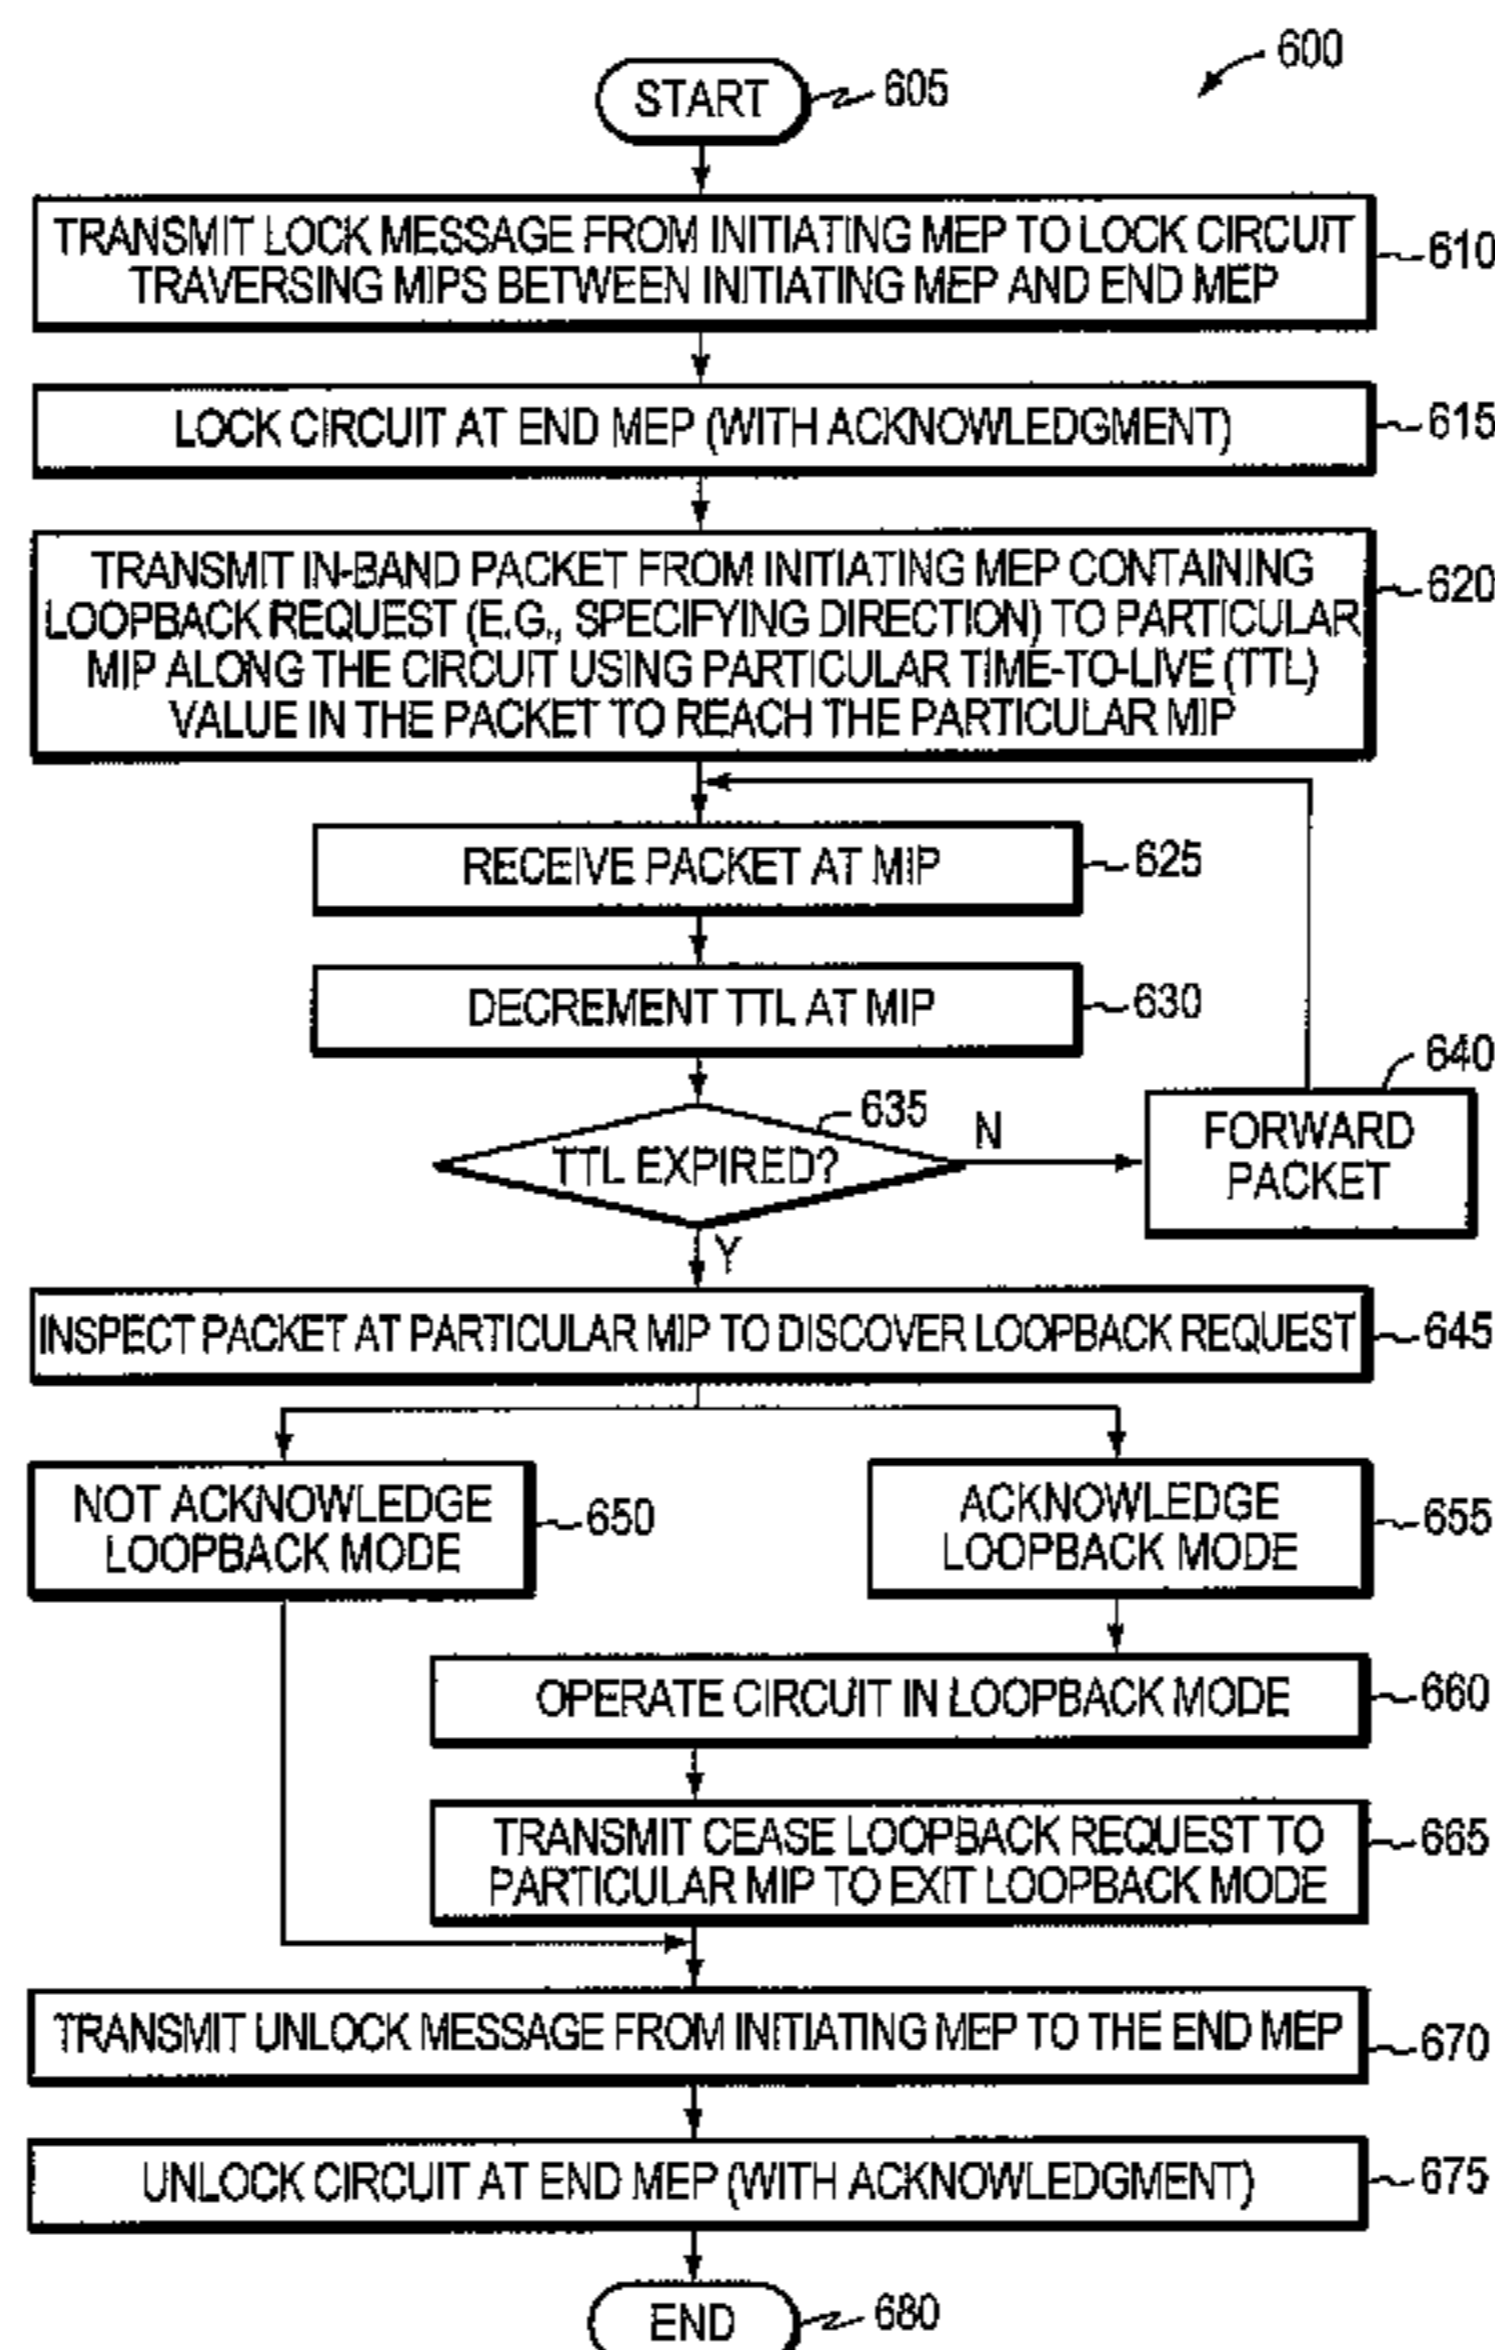 600
START
605
TRANSMIT LOCK MESSAGE FROM INITIATING MEP TO LOCK CIRCUIT
TRAVERSING MIPS BETWEEN INITIATING MEP AND END MEP
610
LOCK CIRCUIT AT END MEP (WITH ACKNOWLEDGMENT)
615
TRANSMIT IN-BAND PACKET FROM INITIATING MEP CONTAINING
LOOPBACK REQUEST (E.G., SPECIFYING DIRECTION) TO PARTICULAR
MIP ALONG THE CIRCUIT USING PARTICULAR TIME-TO-LIVE (TTL)
VALUE IN THE PACKET TO REACH THE PARTICULAR MIP
620
RECEIVE PACKET AT MIP
625
DECREMENT TTL AT MIP
630
TTL EXPIRED?
635
N
FORWARD
PACKET
640
Y
INSPECT PACKET AT PARTICULAR MIP TO DISCOVER LOOPBACK REQUEST
645
NOT ACKNOWLEDGE
LOOPBACK MODE
650
ACKNOWLEDGE
LOOPBACK MODE
655
OPERATE CIRCUIT IN LOOPBACK MODE
660
TRANSMIT CEASE LOOPBACK REQUEST TO
PARTICULAR MIP TO EXIT LOOPBACK MODE
665
TRANSMIT UNLOCK MESSAGE FROM INITIATING MEP TO THE END MEP
670
UNLOCK CIRCUIT AT END MEP (WITH ACKNOWLEDGMENT)
675
END
680